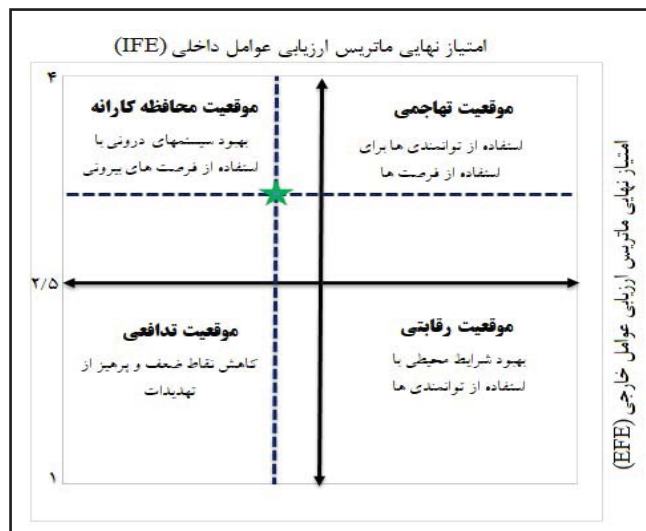 امتیاز نهایی ماتریس ارزیابی عوامل داخلی (IFE)
۴
موقعیت تهاجمی
استفاده از توانمندی ها برای
استفاده از فرصت ها
موقعیت محافظه کارانه
بهبود سیستمهای درونی با
استفاده از فرصت های بیرونی
۲/۵
موقعیت رقابتی
بهبود شرایط محیطی با
استفاده از توانمندی ها
موقعیت تدافعی
کاهش نقاط ضعف و پرهیز از
تهدیدات
۱
امتیاز نهایی ماتریس ارزیابی عوامل خارجی (EFE)